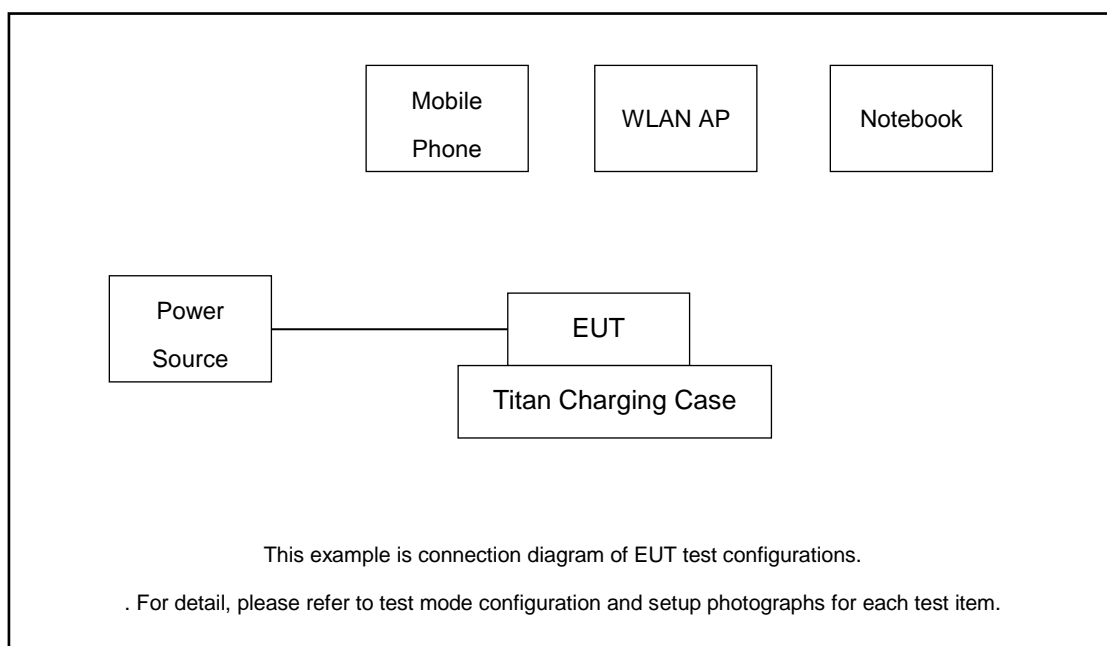 Mobile
Phone
WLAN AP
Notebook
Power
Source
EUT
Titan Charging Case
This example is connection diagram of EUT test configurations.
. For detail, please refer to test mode configuration and setup photographs for each test item.